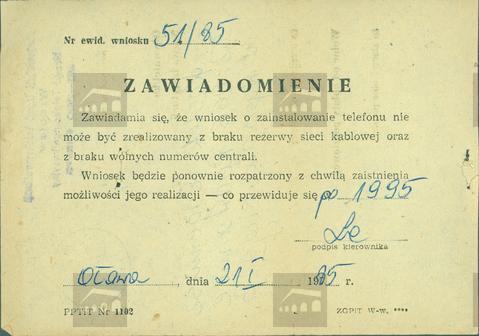 Nr ewid. wniosku 51/85
ZAWIADOMIENIE
Zawiadamia się, że wniosek o zainstalowanie telefonu nie
może być zrealizowany z braku rezerwy sieci kablowej oraz
z braku wolnych numerów centrali.
Wniosek będzie ponownie rozpatrzony z chwilą zaistnienia
możliwości jego realizacji — co przewiduje się po 1995
podpis kierownika
Oława, dnia 21 I 1985 r.
PPTiT Nr 1102 ZGPiT W-w.